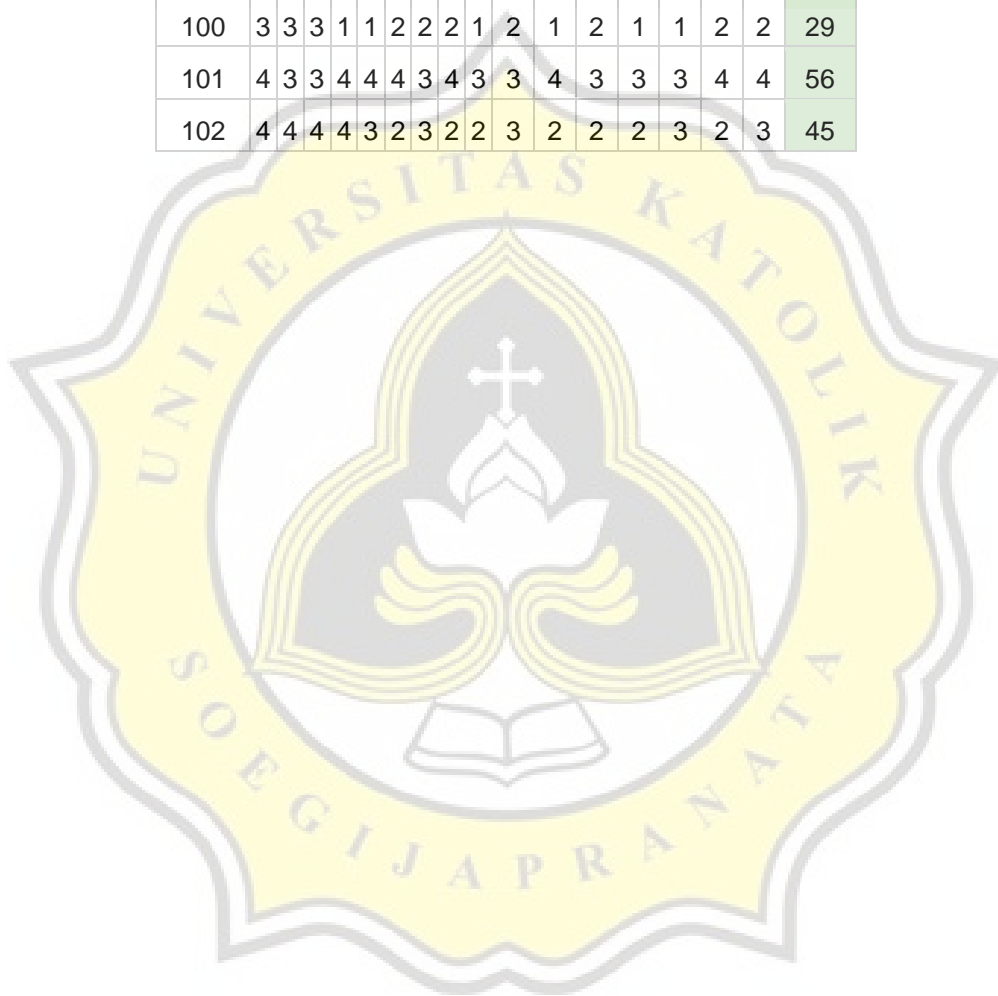 100 3 3 3 1 1 2 2 2 1 2 1 2 1 1 2 2 29
101 4 3 3 4 4 4 3 4 3 3 4 3 3 3 4 4 56
102 4 4 4 4 3 2 3 2 2 3 2 2 2 3 2 3 45
UNIVERSITAS KATOLIK
SOEGIJAPRANATA